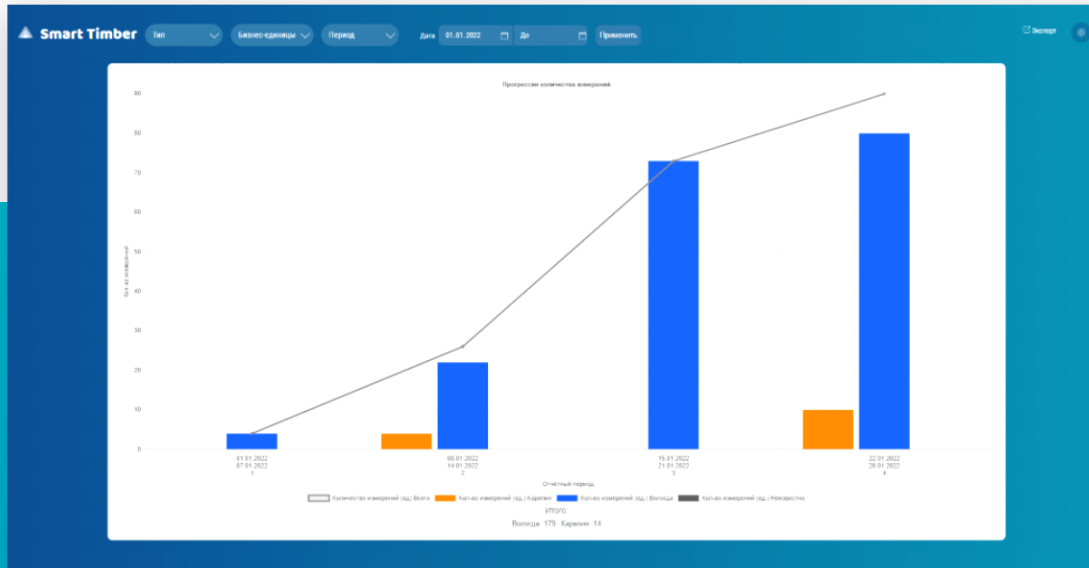 Smart Timber
Тип
Бизнес-единицы
Период
Дата 01.01.2022
До
Применить
Экспорт
Прогрессия количества измерений
90
80
70
60
50
40
30
20
10
0
Кол-во измерений
01.01.2022
07.01.2022
1
08.01.2022
14.01.2022
2
15.01.2022
21.01.2022
3
22.01.2022
28.01.2022
4
Отчетный период
Количество измерений (ед.) Всего
Кол-во измерений (ед.) Карелия
Кол-во измерений (ед.) Вологда
Кол-во измерений (ед.) Неизвестно
ИТОГО:
Вологда: 179 Карелия: 14